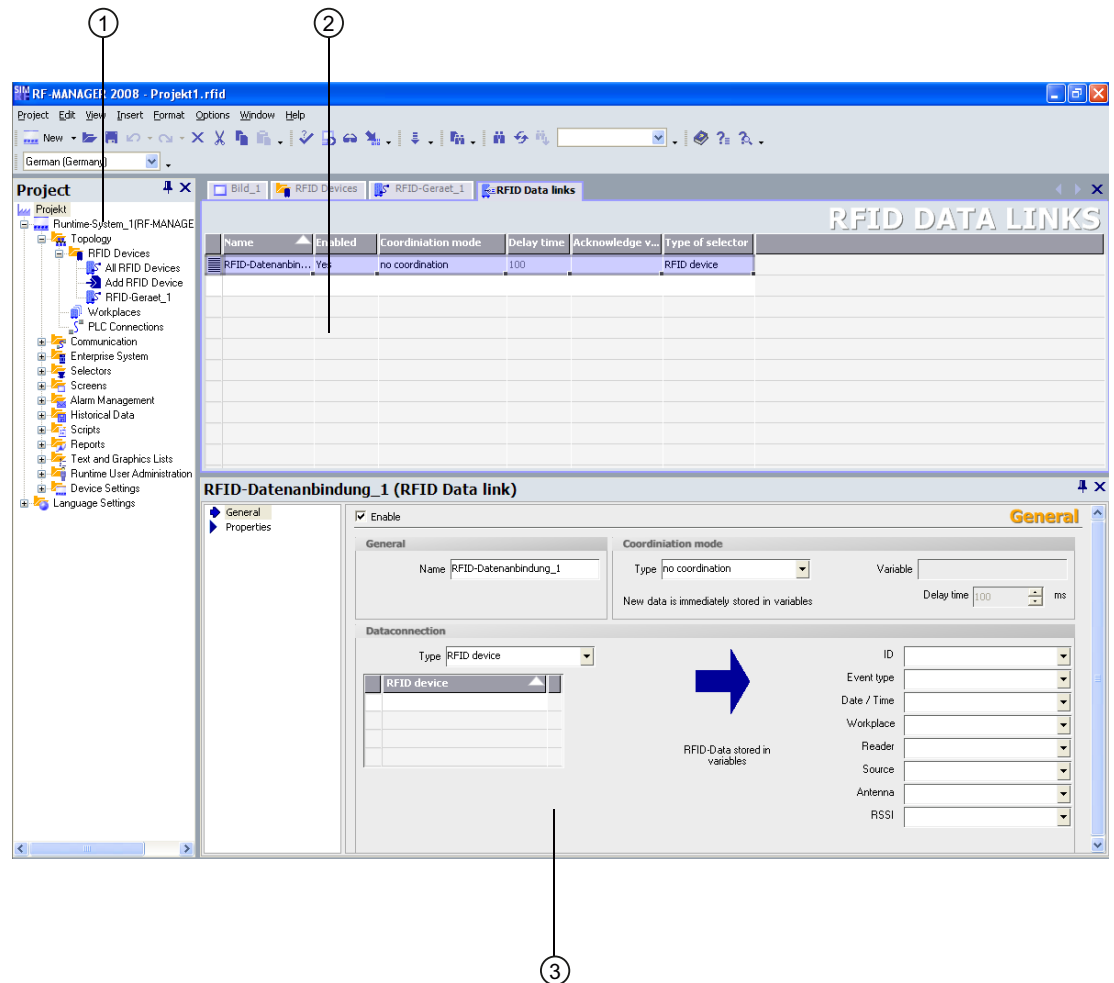 1
2
RF-MANAGER 2008 - Projekt1.rfid
Project Edit View Insert Format Options Window Help
New
German (Germany)
Project
Bild_1 RFID Devices RFID-Geraet_1 RFID Data links
RFID DATA LINKS
Projekt
Runtime-System_1(RF-MANAGE
Topology
RFID Devices
All RFID Devices
Add RFID Device
RFID-Geraet_1
Workplaces
PLC Connections
Communication
Enterprise System
Selectors
Screens
Alarm Management
Historical Data
Scripts
Reports
Text and Graphics Lists
Runtime User Administration
Device Settings
Language Settings
Name Enabled Coordiniation mode Delay time Acknowledge v... Type of selector
RFID-Datenanbin... Yes no coordination 100 RFID device
RFID-Datenanbindung_1 (RFID Data link)
General
Properties
Enable
General
General
Name RFID-Datenanbindung_1
Coordiniation mode
Type no coordination
Variable
New data is immediately stored in variables
Delay time 100 ms
Dataconnection
Type RFID device
RFID device
RFID-Data stored in
variables
ID
Event type
Date / Time
Workplace
Reader
Source
Antenna
RSSI
3